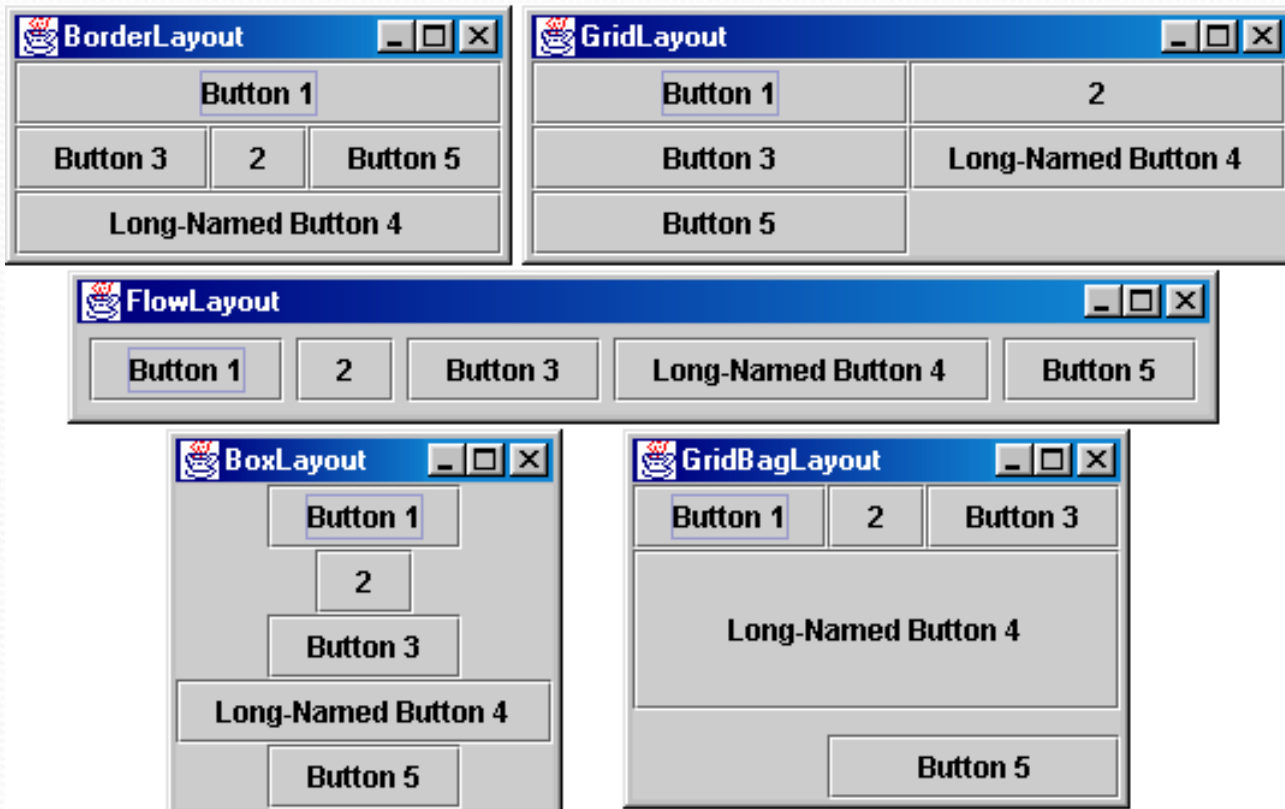 BorderLayout
Button 1
Button 3 2 Button 5
Long-Named Button 4
GridLayout
Button 1 2
Button 3 Long-Named Button 4
Button 5
FlowLayout
Button 1 2 Button 3 Long-Named Button 4 Button 5
BoxLayout
Button 1
2
Button 3
Long-Named Button 4
Button 5
GridBagLayout
Button 1 2 Button 3
Long-Named Button 4
Button 5